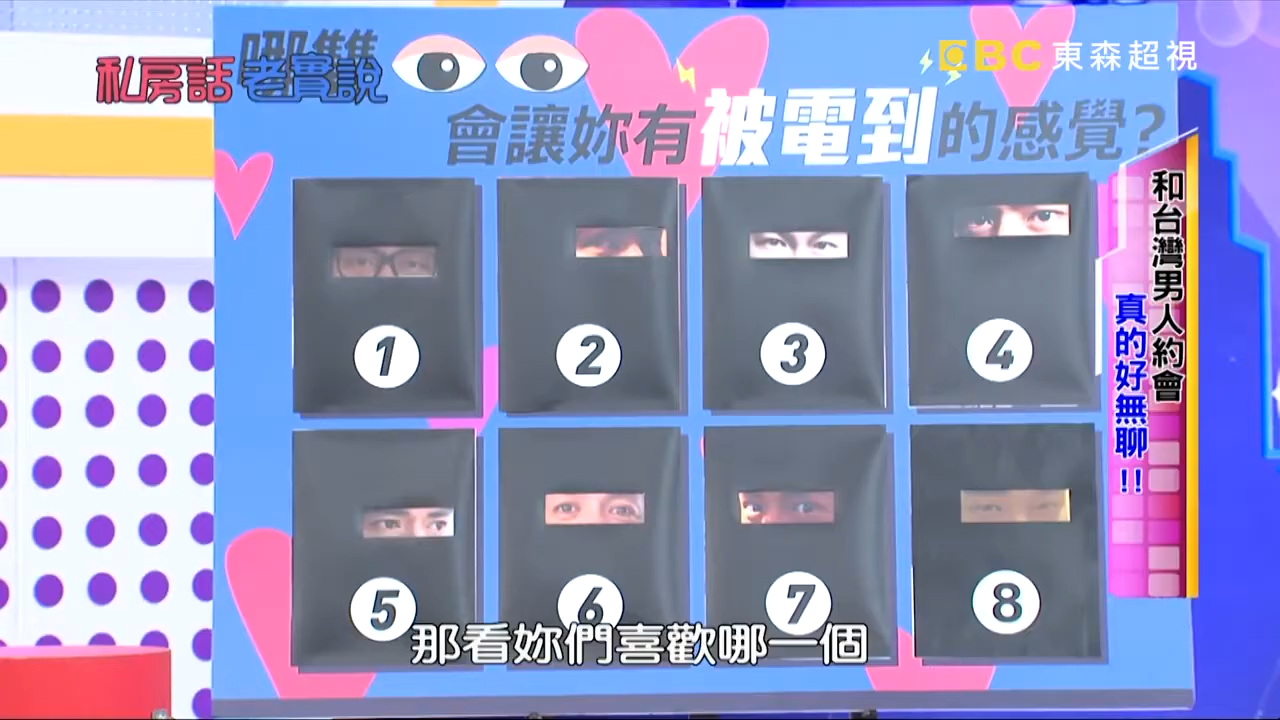 哪雙
私房話老實說
EBC 東森超視
會讓妳有被電到的感覺?
和台灣男人約會
真的好無聊!!
1
2
3
4
5
6
7
8
那看妳們喜歡哪一個